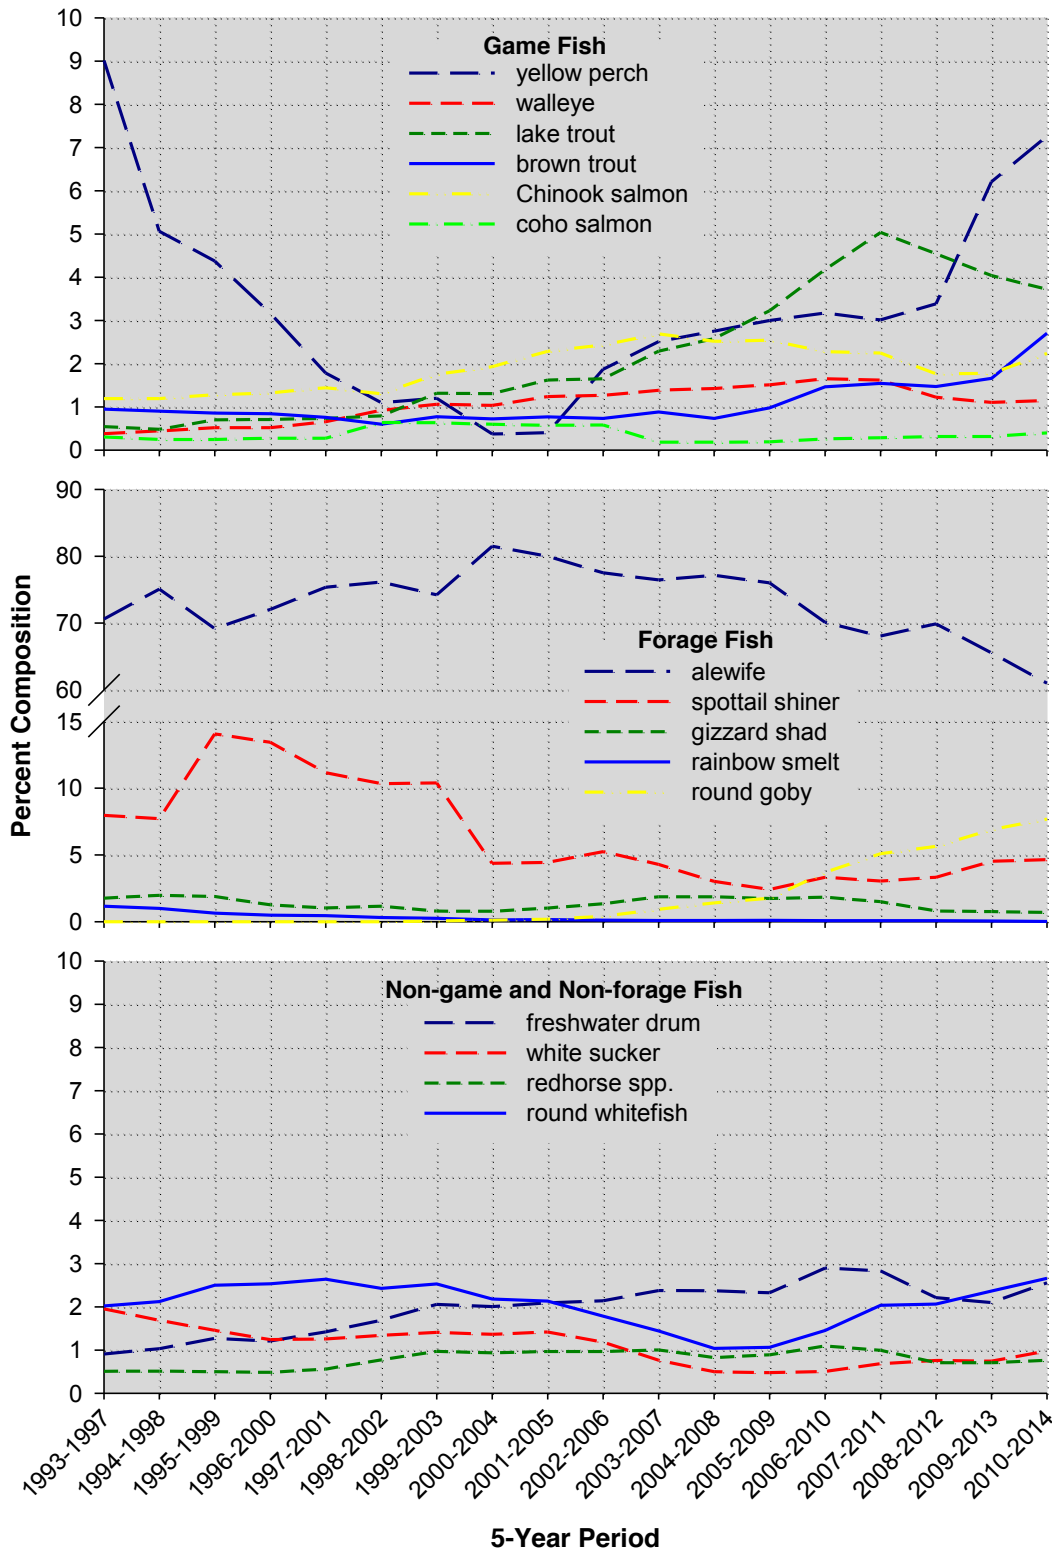 10
9
8
7
6
5
4
3
2
1
0
Game Fish
yellow perch
walleye
lake trout
brown trout
Chinook salmon
coho salmon
Percent Composition
90
80
70
60
15
10
5
0
Forage Fish
alewife
spottail shiner
gizzard shad
rainbow smelt
round goby
10
9
8
7
6
5
4
3
2
1
0
Non-game and Non-forage Fish
freshwater drum
white sucker
redhorse spp.
round whitefish
1993-1997
1994-1998
1995-1999
1996-2000
1997-2001
1998-2002
1999-2003
2000-2004
2001-2005
2002-2006
2003-2007
2004-2008
2005-2009
2006-2010
2007-2011
2008-2012
2009-2013
2010-2014
5-Year Period